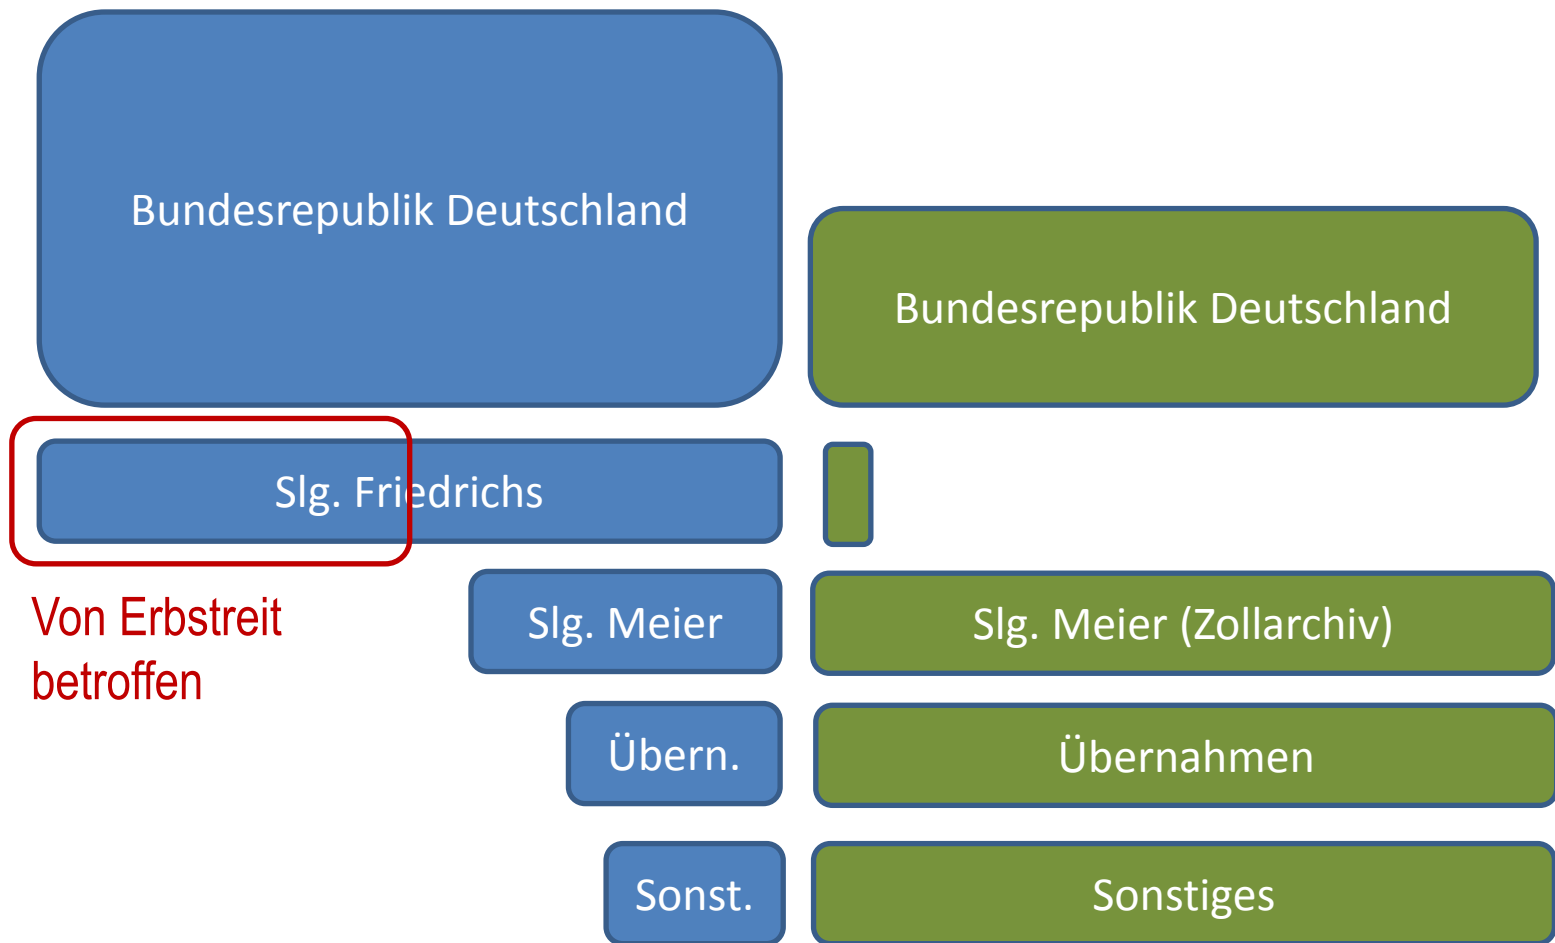 Bundesrepublik Deutschland
Bundesrepublik Deutschland
Slg. Friedrichs
Von Erbstreit
betroffen
Slg. Meier
Slg. Meier (Zollarchiv)
Übern.
Übernahmen
Sonst.
Sonstiges